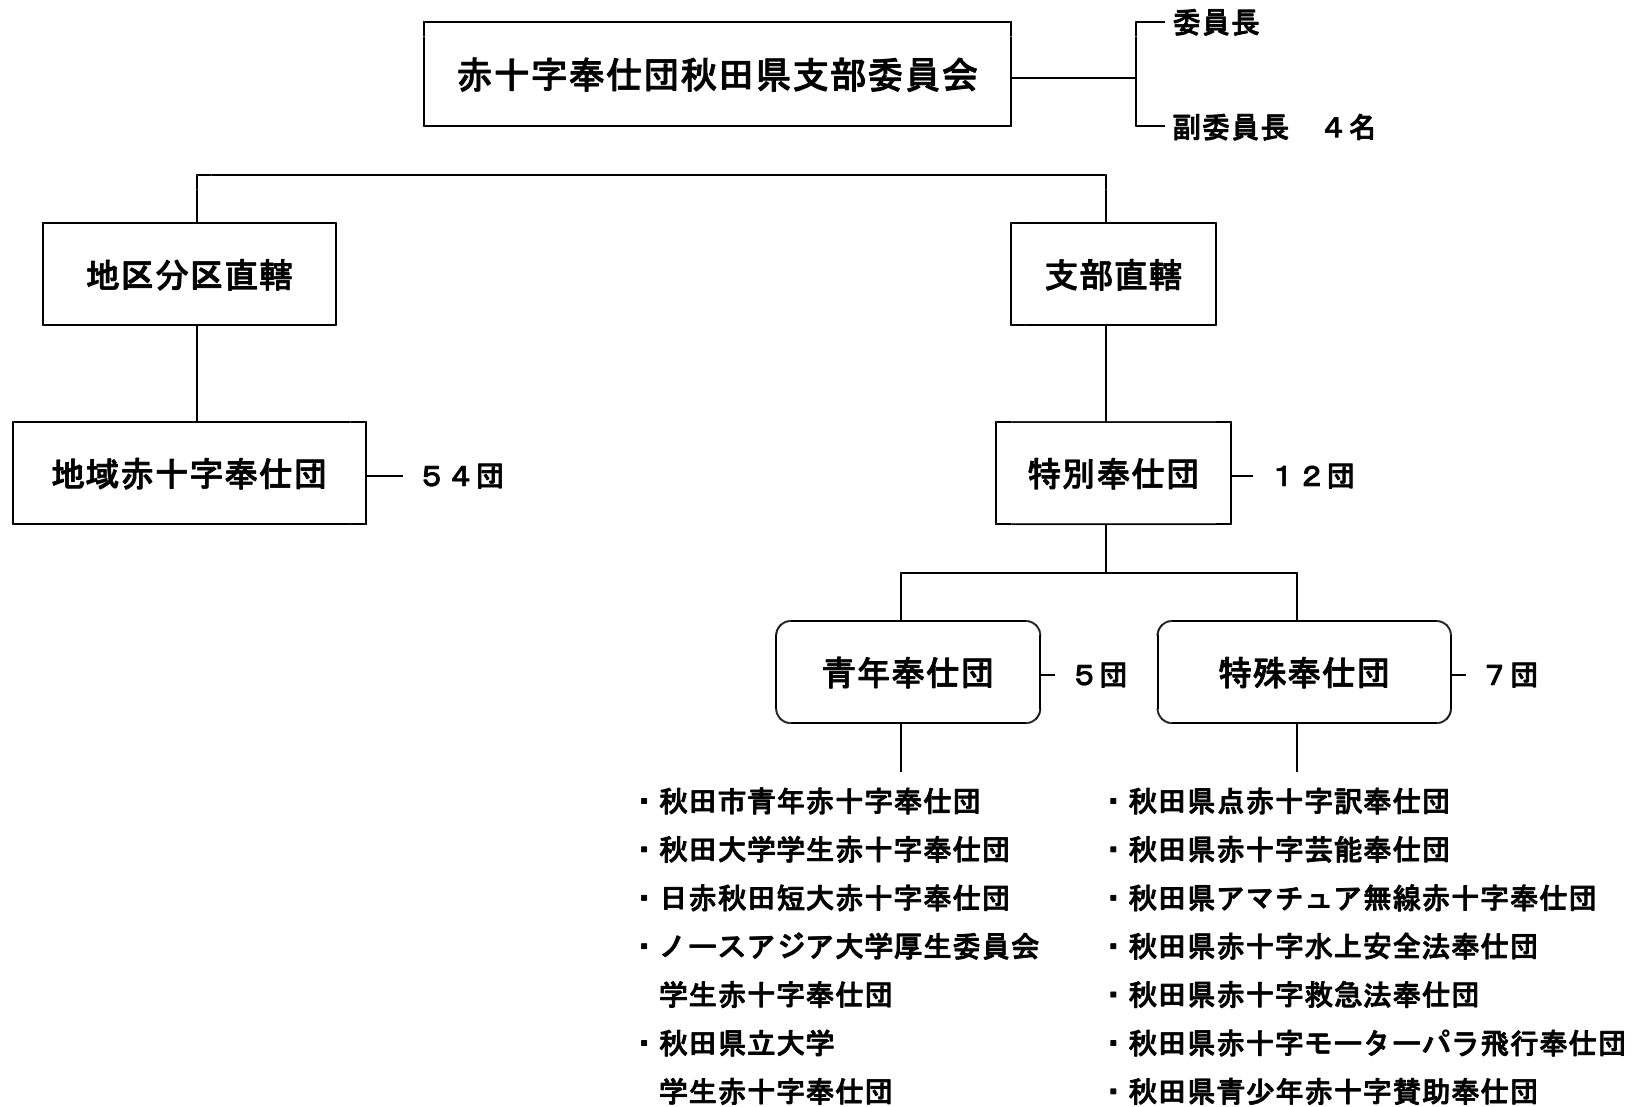 委員長
赤十字奉仕団秋田県支部委員会
副委員長　４名
地区分区直轄
支部直轄
地域赤十字奉仕団
５４団
特別奉仕団
１２団
青年奉仕団
５団
特殊奉仕団
７団
・秋田市青年赤十字奉仕団
・秋田大学学生赤十字奉仕団
・日赤秋田短大赤十字奉仕団
・ノースアジア大学厚生委員会
学生赤十字奉仕団
・秋田県立大学
学生赤十字奉仕団
・秋田県点赤十字訳奉仕団
・秋田県赤十字芸能奉仕団
・秋田県アマチュア無線赤十字奉仕団
・秋田県赤十字水上安全法奉仕団
・秋田県赤十字救急法奉仕団
・秋田県赤十字モーターパラ飛行奉仕団
・秋田県青少年赤十字賛助奉仕団